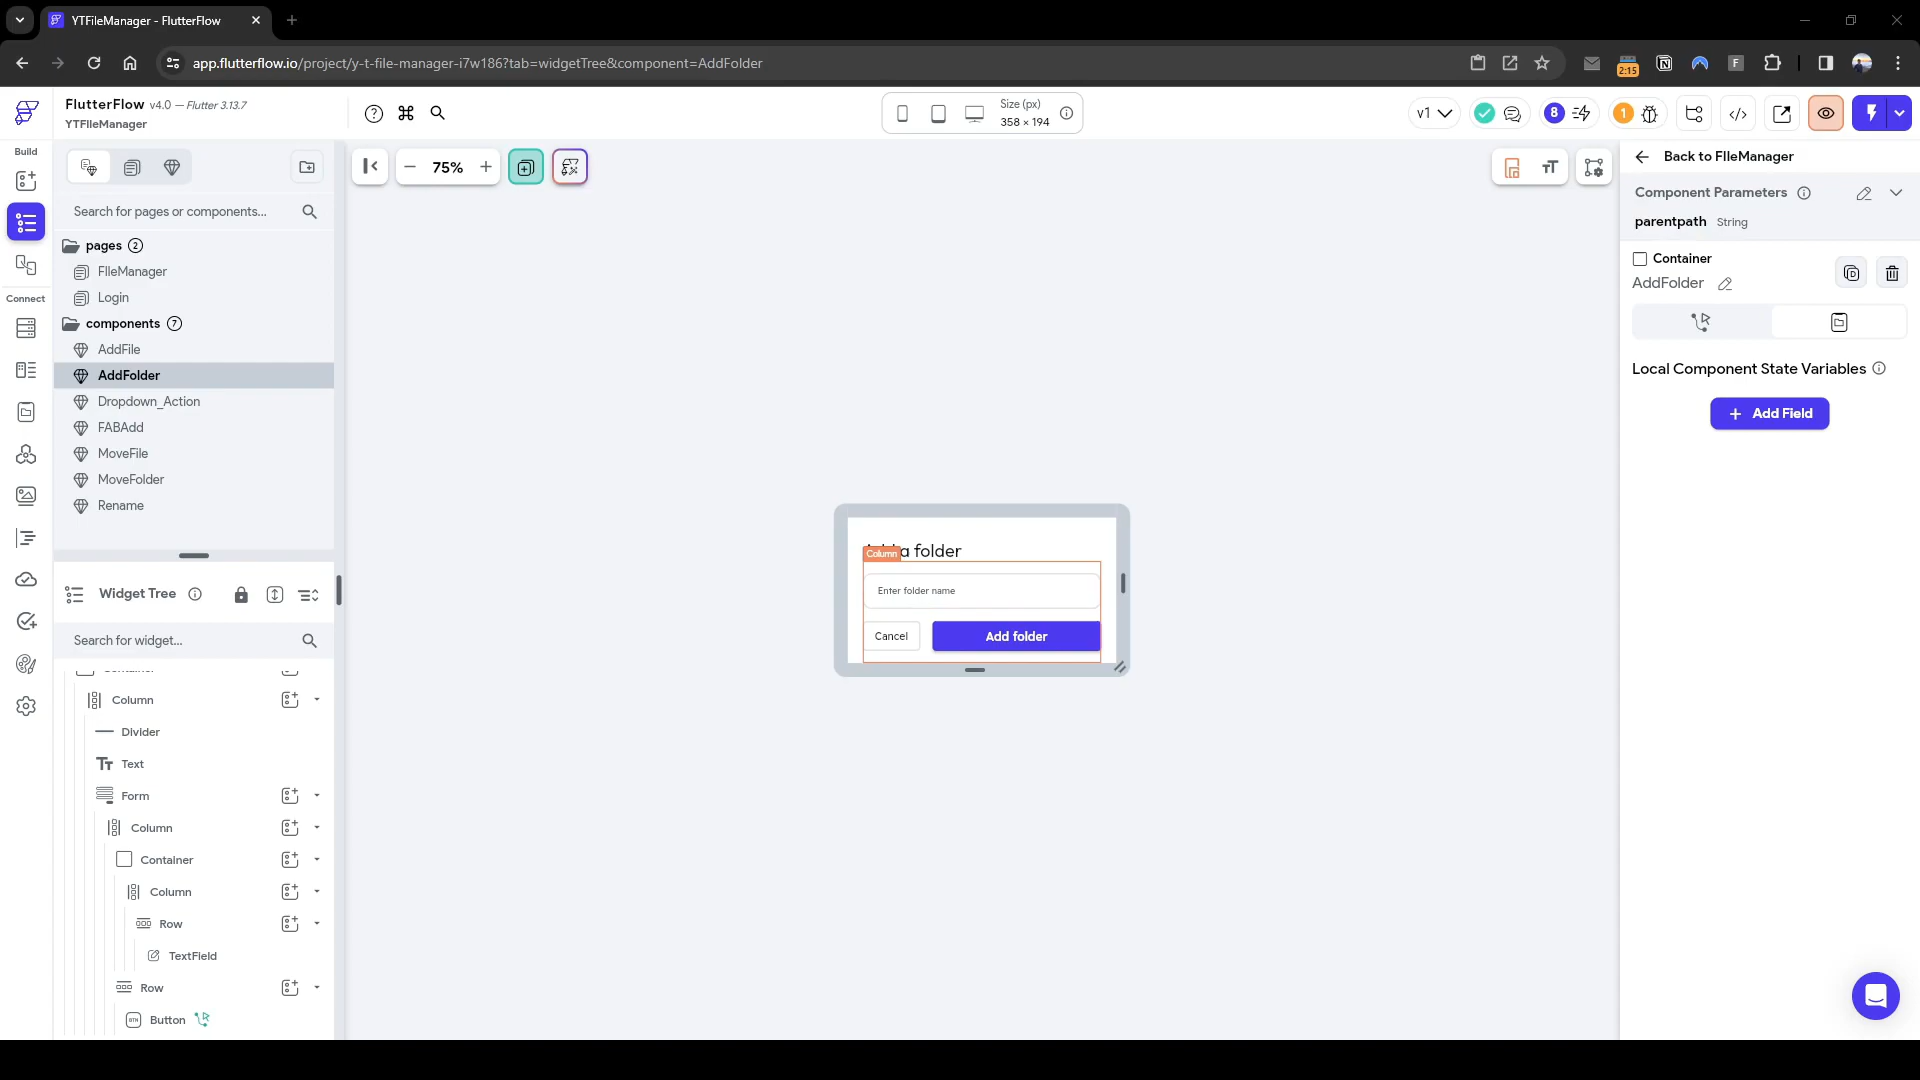 YTFileManager - FlutterFlow
app.flutterflow.io/project/y-t-file-manager-i7w186?tab=widgetTree&component=AddFolder
2:15
FlutterFlow v4.0 — Flutter 3.13.7
YTFIleManager
Size (px)
358 × 194
v1
8
1
Build
75%
Back to FIleManager
Component Parameters
Search for pages or components...
parentpath String
pages 2
FIleManager
Container
Login
AddFolder
Connect
components 7
AddFile
AddFolder
Local Component State Variables
Dropdown_Action
Add Field
FABAdd
MoveFile
MoveFolder
Rename
a folder
Column
Enter folder name
Cancel
Add folder
Widget Tree
Search for widget...
Column
Divider
Text
Form
Column
Container
Column
Row
TextField
Row
Button